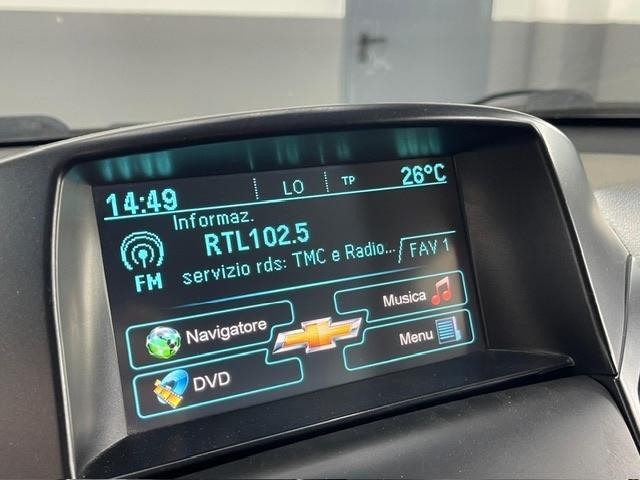 14:49 LO TP 26°C
Informaz.
RTL102.5
FM servizio rds: TMC e Radio... FAV 1
Navigatore Musica
DVD Menu